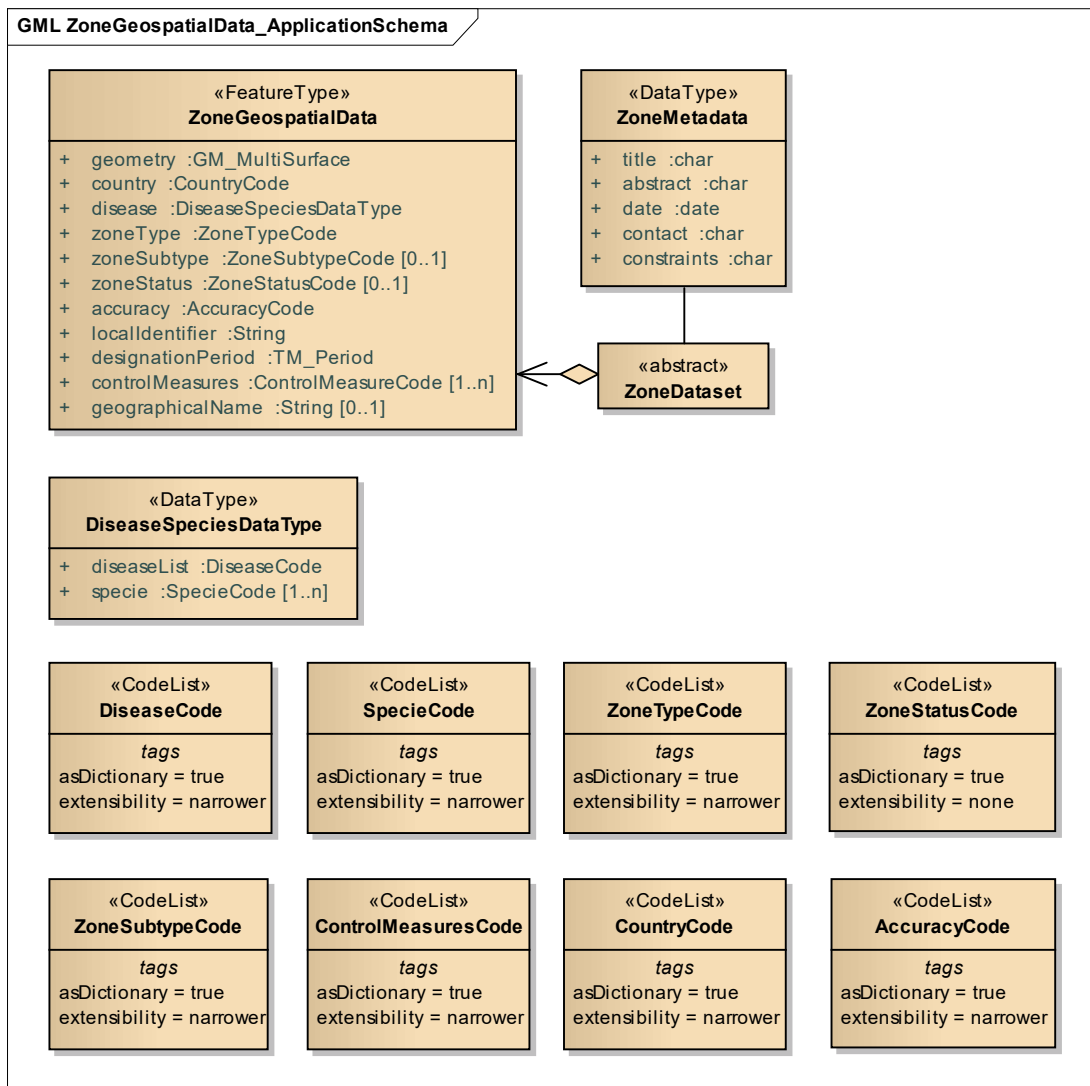 GML ZoneGeospatialData_ApplicationSchema
«FeatureType»
ZoneGeospatialData
+ geometry :GM_MultiSurface
+ country :CountryCode
+ disease :DiseaseSpeciesDataType
+ zoneType :ZoneTypeCode
+ zoneSubtype :ZoneSubtypeCode [0..1]
+ zoneStatus :ZoneStatusCode [0..1]
+ accuracy :AccuracyCode
+ localIdentifier :String
+ designationPeriod :TM_Period
+ controlMeasures :ControlMeasureCode [1..n]
+ geographicalName :String [0..1]
«DataType»
ZoneMetadata
+ title :char
+ abstract :char
+ date :date
+ contact :char
+ constraints :char
«abstract»
ZoneDataset
«DataType»
DiseaseSpeciesDataType
+ diseaseList :DiseaseCode
+ specie :SpecieCode [1..n]
«CodeList»
DiseaseCode
tags
asDictionary = true
extensibility = narrower
«CodeList»
SpecieCode
tags
asDictionary = true
extensibility = narrower
«CodeList»
ZoneTypeCode
tags
asDictionary = true
extensibility = narrower
«CodeList»
ZoneStatusCode
tags
asDictionary = true
extensibility = none
«CodeList»
ZoneSubtypeCode
tags
asDictionary = true
extensibility = narrower
«CodeList»
ControlMeasuresCode
tags
asDictionary = true
extensibility = narrower
«CodeList»
CountryCode
tags
asDictionary = true
extensibility = narrower
«CodeList»
AccuracyCode
tags
asDictionary = true
extensibility = narrower